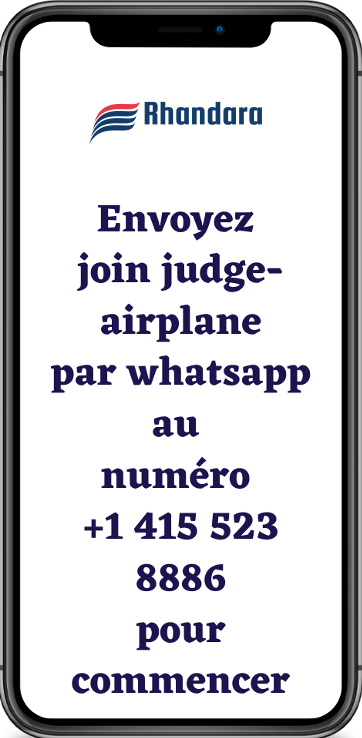 Rhandara
Envoyez
join judge-
airplane
par whatsapp
au
numéro
+1 415 523
8886
pour
commencer